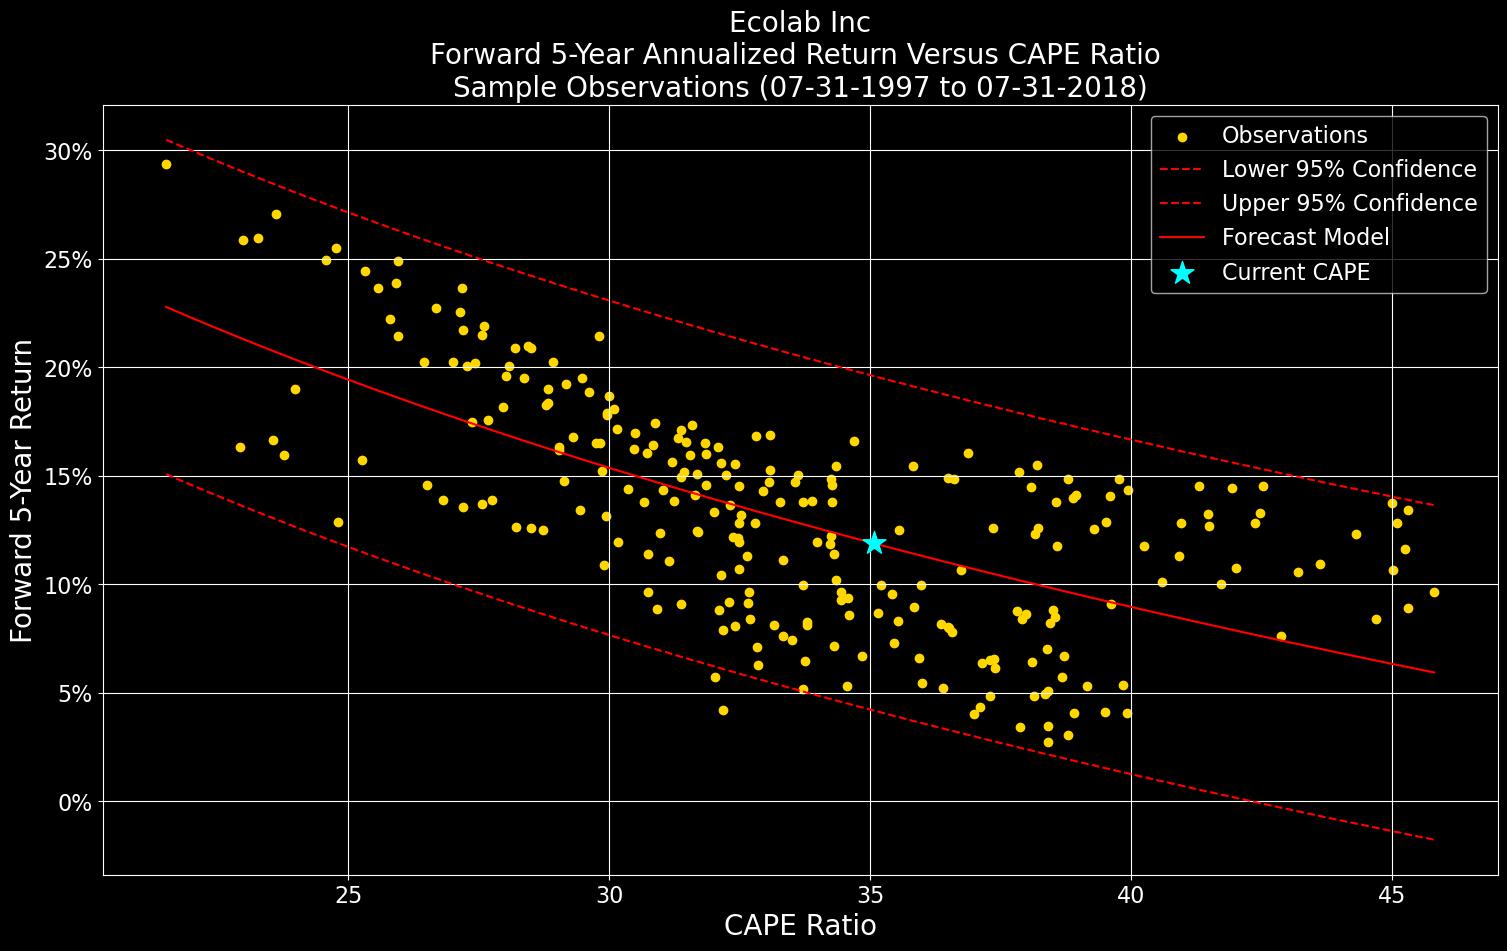 Ecolab Inc
Forward 5-Year Annualized Return Versus CAPE Ratio
Sample Observations (07-31-1997 to 07-31-2018)
Observations
Lower 95% Confidence
Upper 95% Confidence
Forecast Model
Current CAPE
Forward 5-Year Return
30%
25%
20%
15%
10%
5%
0%
25
30
35
40
45
CAPE Ratio